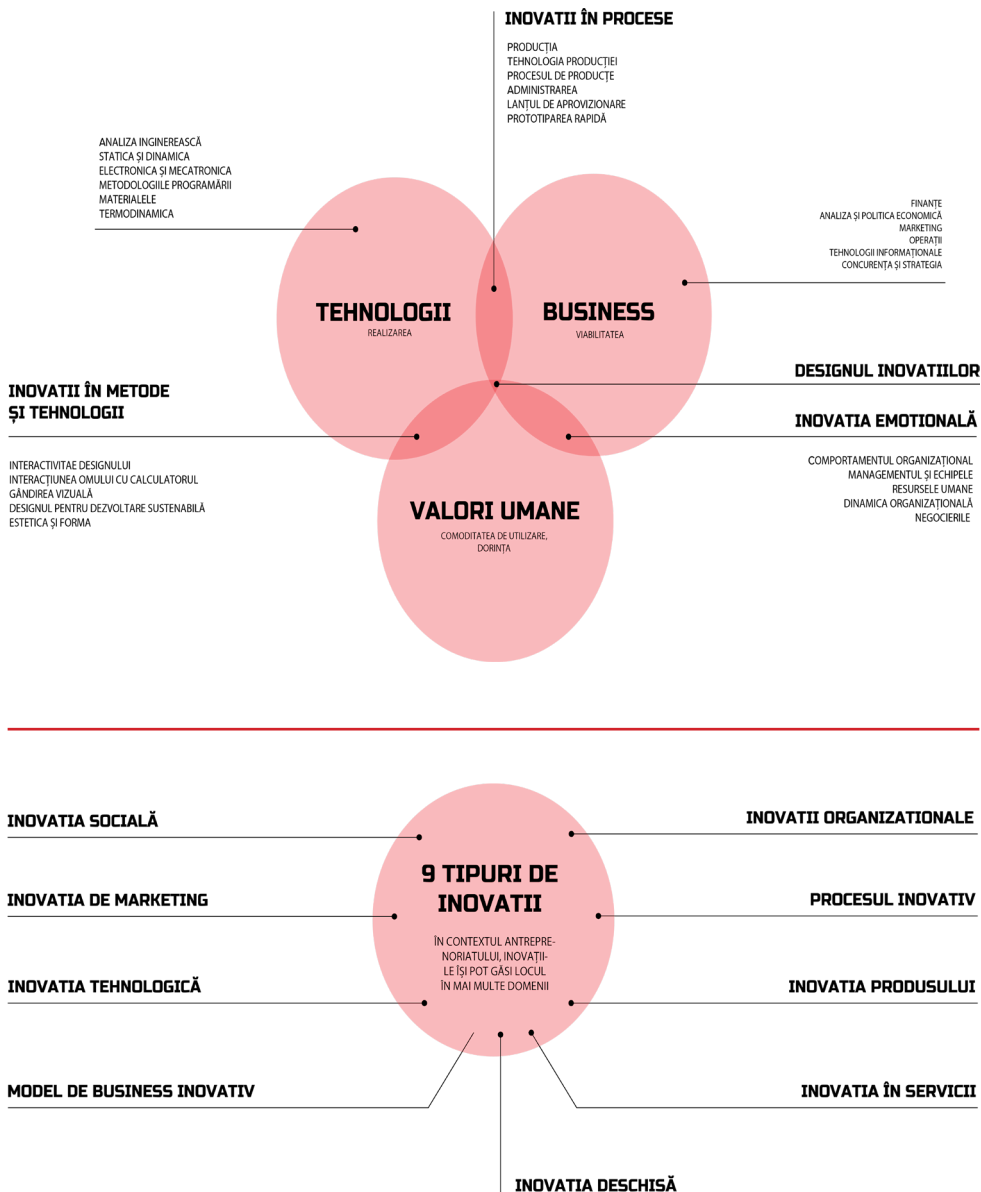 INOVATII ÎN PROCESE
PRODUCȚIA
TEHNOLOGIA PRODUCȚIEI
PROCESUL DE PRODUCȚE
ADMINISTRAREA
LANȚUL DE APROVIZIONARE
PROTOTIPAREA RAPIDĂ
ANALIZA INGINEREASCĂ
STATICA ȘI DINAMICA
ELECTRONICA ȘI MECATRONICA
METODOLOGIILE PROGRAMĂRII
MATERIALELE
TERMODINAMICA
FINANȚE
ANALIZA ȘI POLITICA ECONOMICĂ
MARKETING
OPERAȚII
TEHNOLOGII INFORMAȚIONALE
CONCURENȚA ȘI STRATEGIA
TEHNOLOGII
REALIZAREA
BUSINESS
VIABILITATEA
DESIGNUL INOVATIILOR
INOVATII ÎN METODE
ȘI TEHNOLOGII
INTERACTIVITAE DESIGNULUI
INTERACȚIUNEA OMULUI CU CALCULATORUL
GÂNDIREA VIZUALĂ
DESIGNUL PENTRU DEZVOLTARE SUSTENABILĂ
ESTETICA ȘI FORMA
INOVATIA EMOTIONALĂ
COMPORTAMENTUL ORGANIZAȚIONAL
MANAGEMENTUL ȘI ECHIPELE
RESURSELE UMANE
DINAMICA ORGANIZAȚIONALĂ
NEGOCIERILE
VALORI UMANE
COMODITATEA DE UTILIZARE,
DORINȚA
9 TIPURI DE
INOVATII
ÎN CONTEXTUL ANTREPRE-
NORIATULUI, INOVAȚII-
LE ÎȘI POT GĂSI LOCUL
ÎN MAI MULTE DOMENII
INOVATIA SOCIALĂ
INOVATIA DE MARKETING
INOVATIA TEHNOLOGICĂ
MODEL DE BUSINESS INOVATIV
INOVATII ORGANIZATIONALE
PROCESUL INOVATIV
INOVATIA PRODUSULUI
INOVATIA ÎN SERVICII
INOVATIA DESCHISĂ